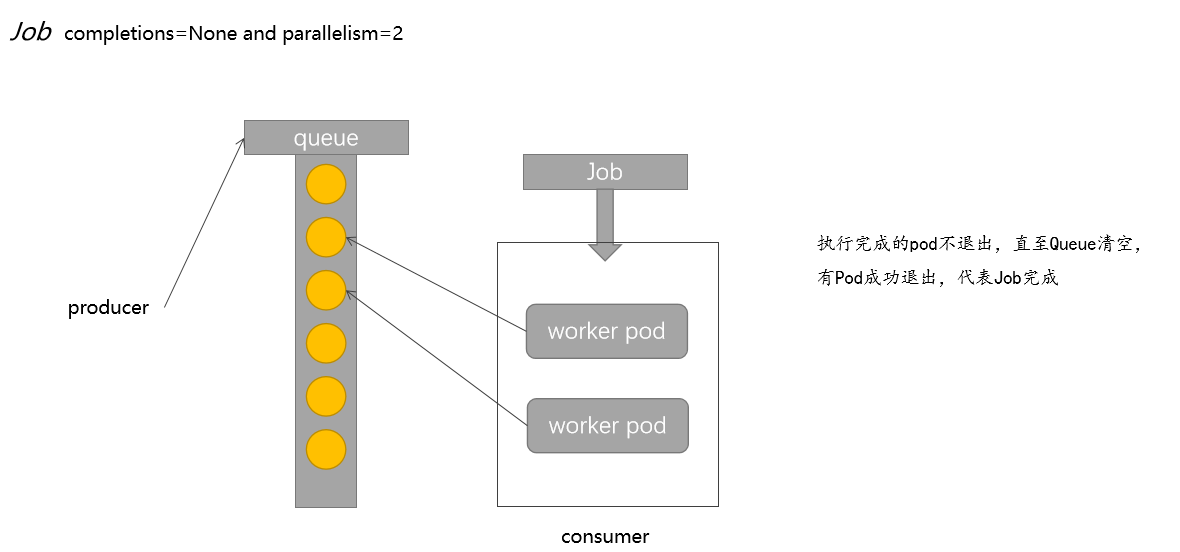 Job completions=None and parallelism=2
queue
Job
执行完成的pod不退出，直至Queue清空，
有Pod成功退出，代表Job完成
producer
worker pod
worker pod
consumer